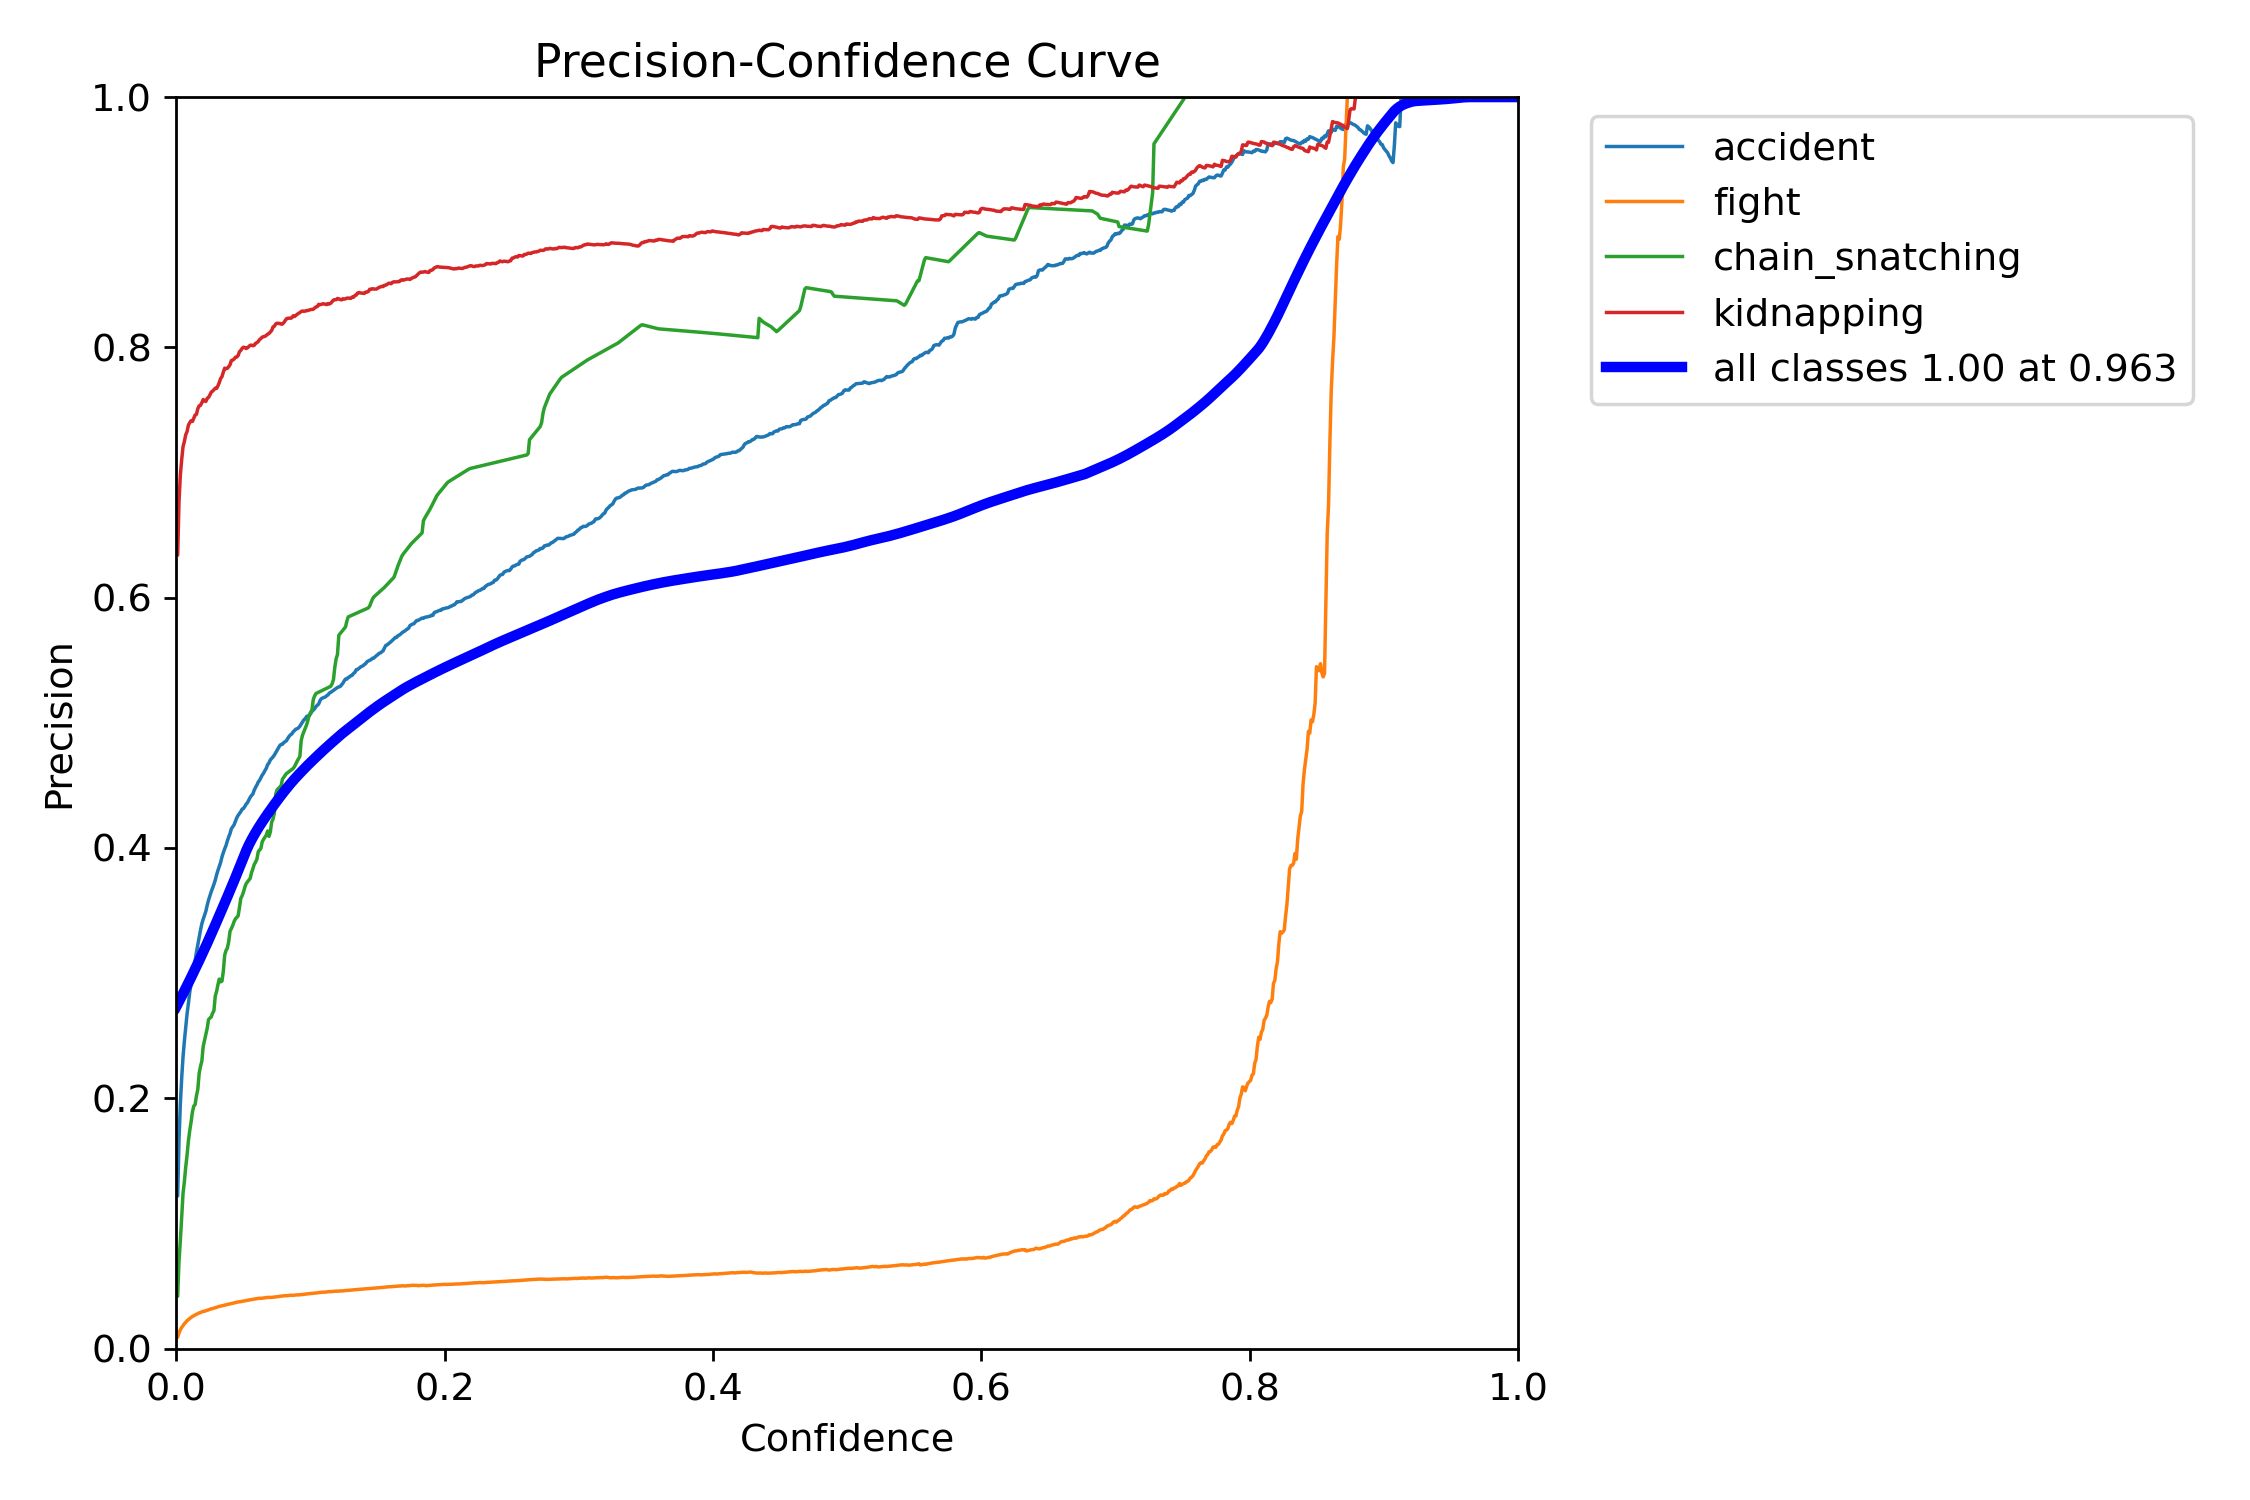 Precision-Confidence Curve
1.0
0.8
0.6
0.4
0.2
0.0
Precision
0.0 0.2 0.4 0.6 0.8 1.0
Confidence
accident
fight
chain_snatching
kidnapping
all classes 1.00 at 0.963